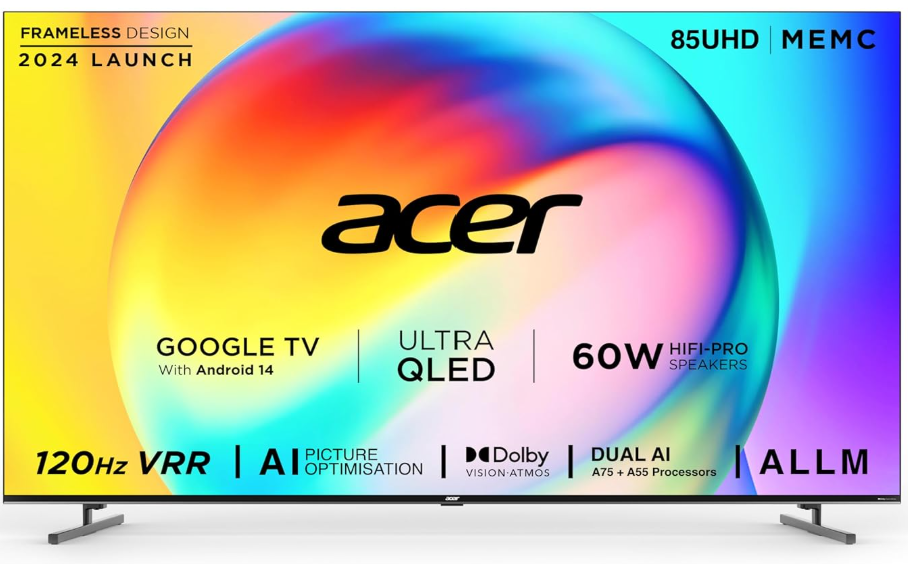 FRAMELESS DESIGN
2024 LAUNCH
85UHD | MEMC
acer
GOOGLE TV
With Android 14
ULTRA
QLED
60W HIFI-PRO
SPEAKERS
120Hz VRR
AI PICTURE
OPTIMISATION
Dolby
VISION·ATMOS
DUAL AI
A75 + A55 Processors
ALLM
acer